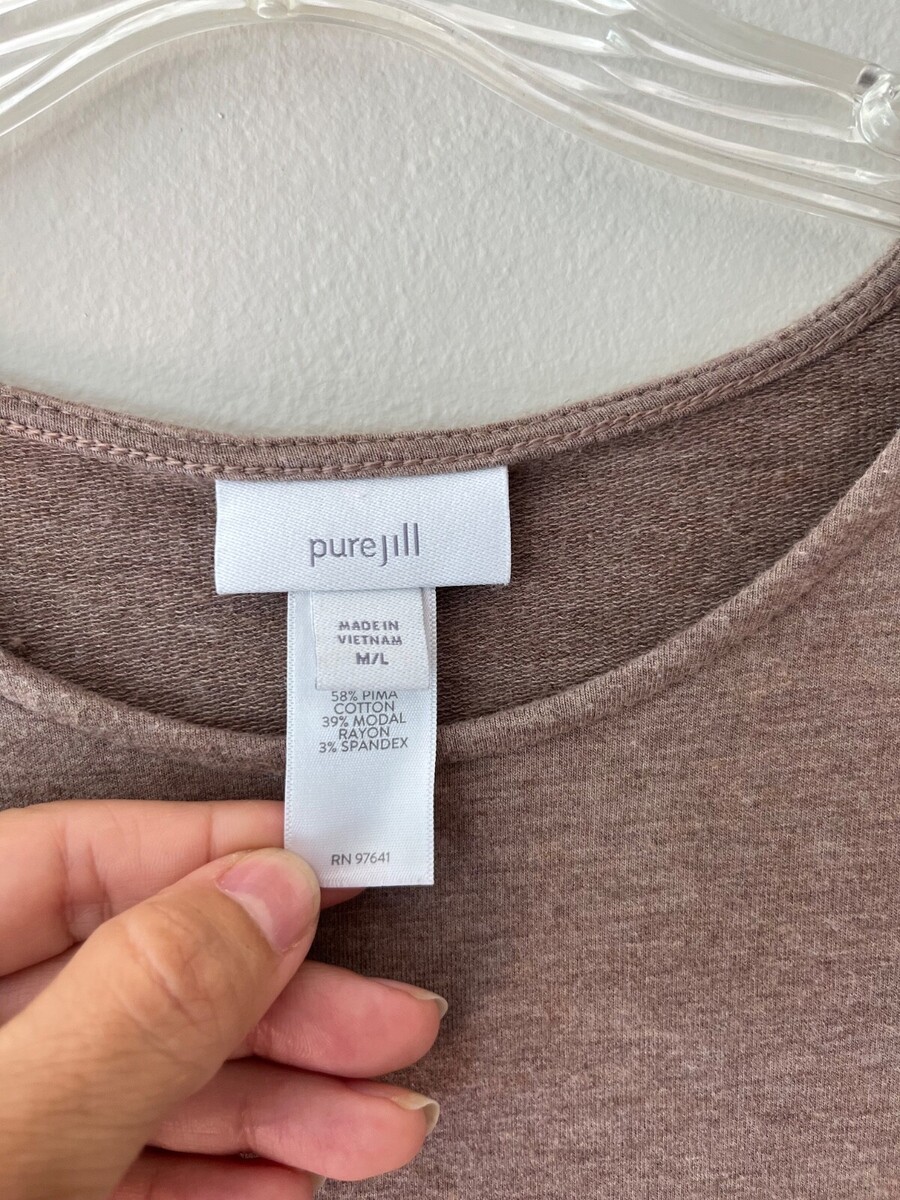 purejill
MADE IN
VIETNAM
M/L
58% PIMA
COTTON
39% MODAL
RAYON
3% SPANDEX
RN 97641